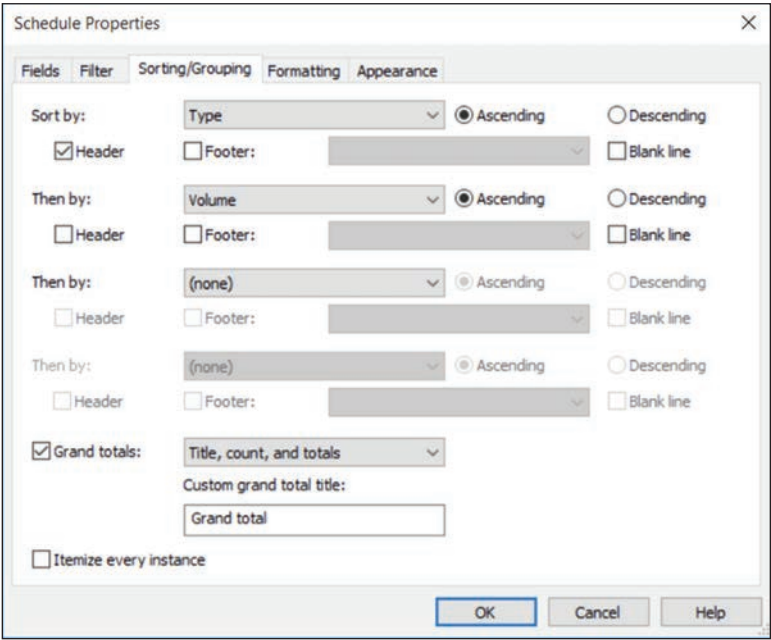 Schedule Properties
Fields Filter Sorting/Grouping Formatting Appearance
Sort by: Type Ascending Descending
Header Footer: Blank line
Then by: Volume Ascending Descending
Header Footer: Blank line
Then by: (none) Ascending Descending
Header Footer: Blank line
Then by: (none) Ascending Descending
Header Footer: Blank line
Grand totals: Title, count, and totals
Custom grand total title:
Grand total
Itemize every instance
OK Cancel Help